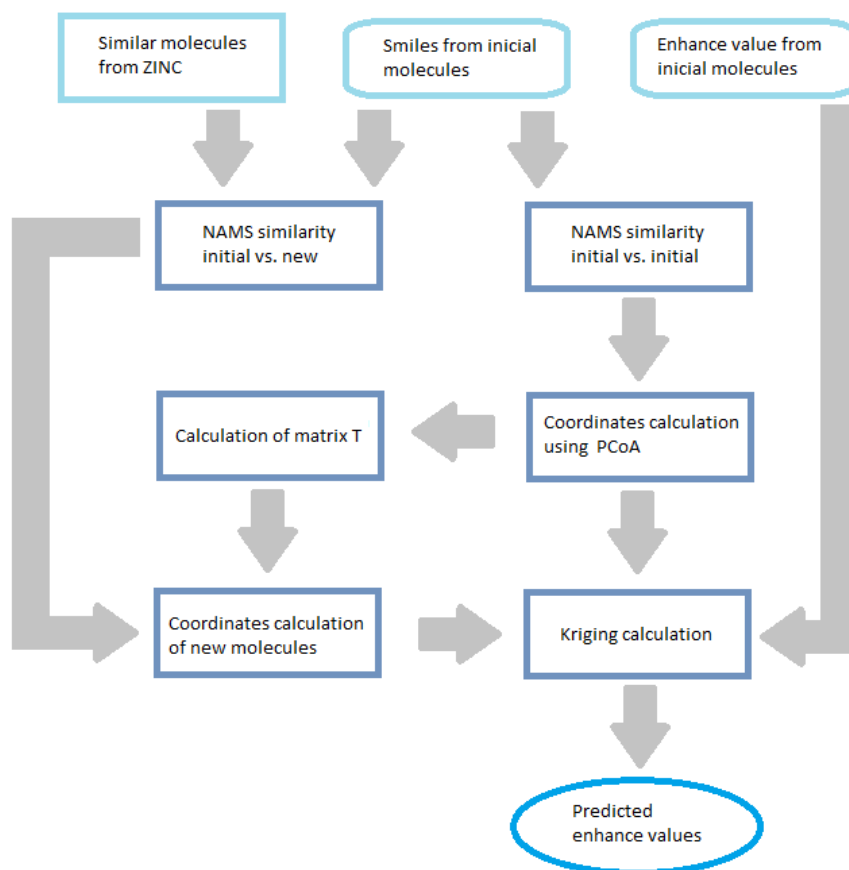 Similar molecules
from ZINC
Smiles from inicial
molecules
Enhance value from
inicial molecules
NAMS similarity
initial vs. new
NAMS similarity
initial vs. initial
Calculation of matrix T
Coordinates calculation
using PCoA
Coordinates calculation
of new molecules
Kriging calculation
Predicted
enhance values